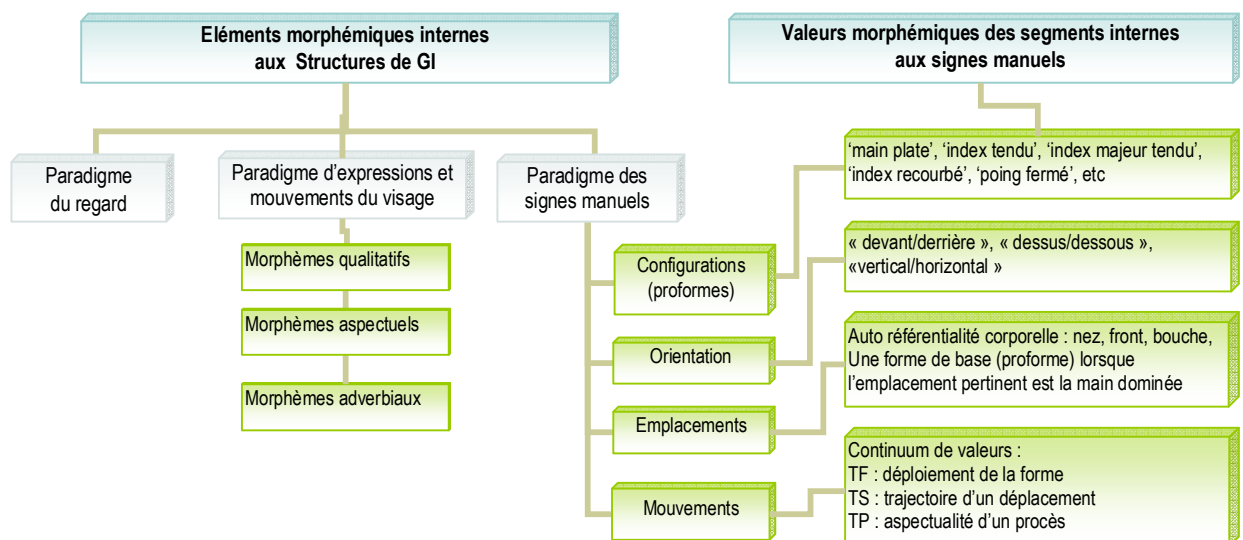 Eléments morphémiques internes
aux Structures de GI
Valeurs morphémiques des segments internes
aux signes manuels
Paradigme
du regard
Paradigme d'expressions et
mouvements du visage
Paradigme des
signes manuels
Morphèmes qualitatifs
Morphèmes aspectuels
Morphèmes adverbiaux
Configurations
(proformes)
Orientation
Emplacements
Mouvements
‘main plate’, ‘index tendu’, ‘index majeur tendu’,
‘index recourbé’, ‘poing fermé’, etc
« devant/derrière », « dessus/dessous »,
«vertical/horizontal »
Auto référentialité corporelle : nez, front, bouche,
Une forme de base (proforme) lorsque
l’emplacement pertinent est la main dominée
Continuum de valeurs :
TF : déploiement de la forme
TS : trajectoire d’un déplacement
TP : aspectualité d’un procès